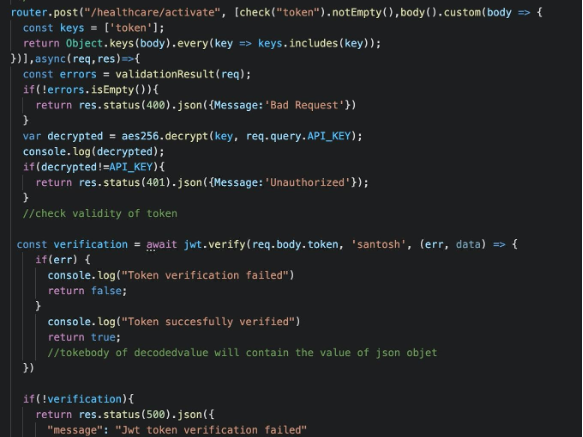 router.post("/healthcare/activate", [check("token").notEmpty(),body().custom(body => {
const keys = ['token'];
return Object.keys(body).every(key => keys.includes(key));
})],async(req,res)=>{
const errors = validationResult(req);
if(!errors.isEmpty()){
return res.status(400).json({Message:'Bad Request'})
}
var decrypted = aes256.decrypt(key, req.query.API_KEY);
console.log(decrypted);
if(decrypted!=API_KEY){
return res.status(401).json({Message:'Unauthorized'});
}
//check validity of token
const verification = await jwt.verify(req.body.token, 'santosh', (err, data) => {
if(err) {
console.log("Token verification failed")
return false;
}
console.log("Token succesfully verified")
return true;
//tokebody of decodedvalue will contain the value of json objet
})
if(!verification){
return res.status(500).json({
"message": "Jwt token verification failed"